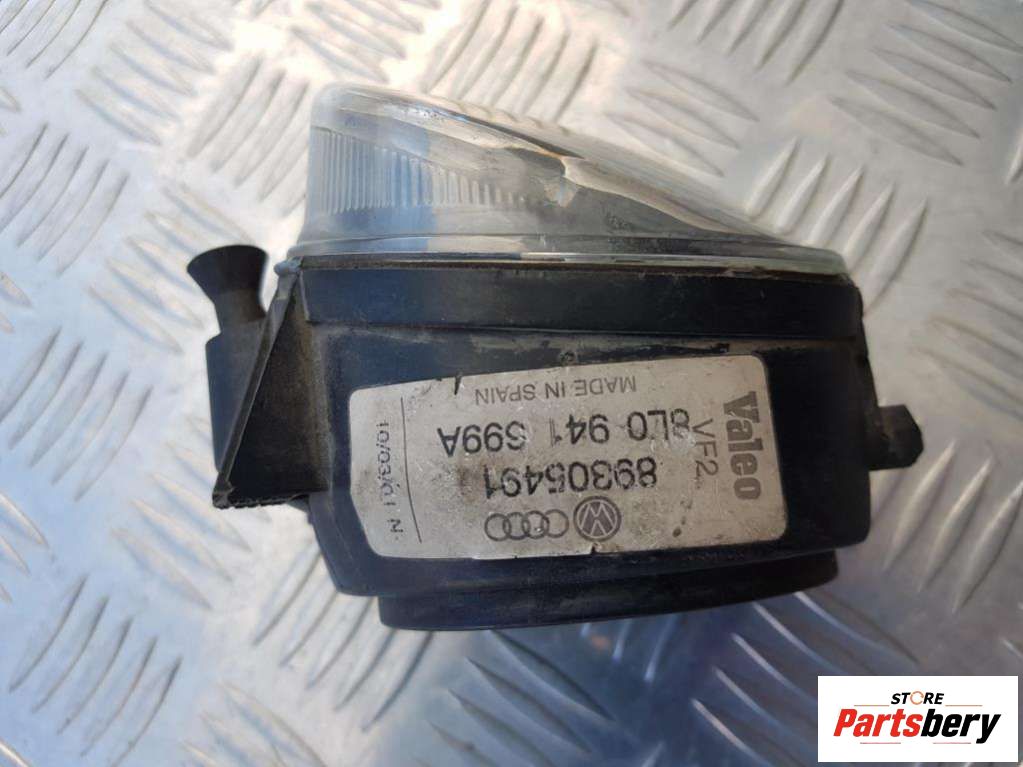 Valeo
VF2
8L0 941 699A
MADE IN SPAIN
89305491
10/03/01 N
STORE
Partsbery